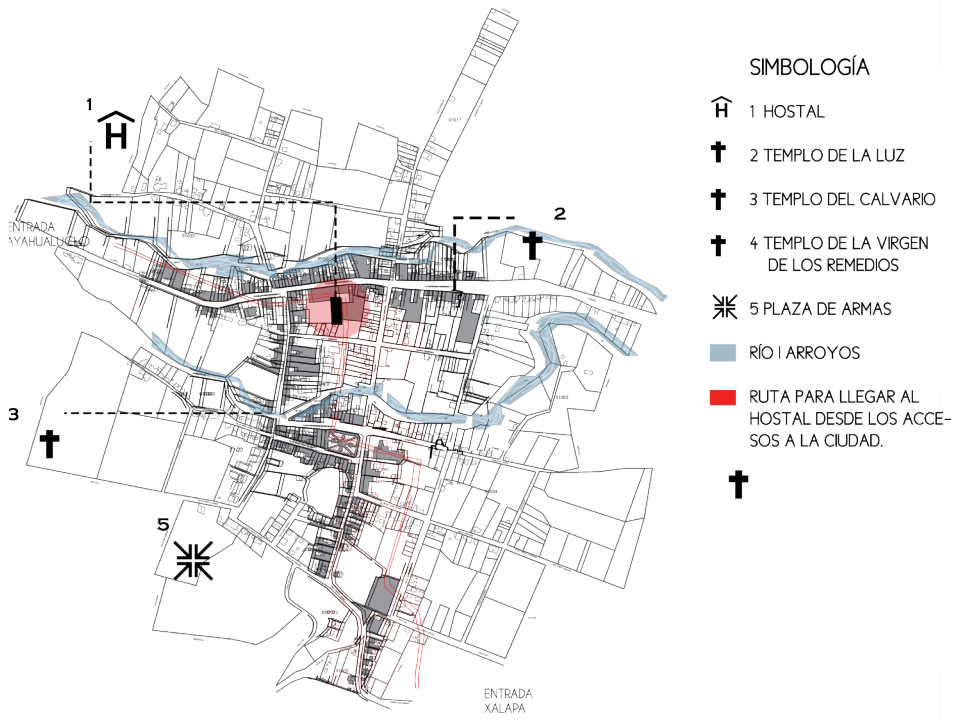 SIMBOLOGÍA
H 1 HOSTAL
2 TEMPLO DE LA LUZ
3 TEMPLO DEL CALVARIO
4 TEMPLO DE LA VIRGEN
DE LOS REMEDIOS
5 PLAZA DE ARMAS
RÍO | ARROYOS
RUTA PARA LLEGAR AL
HOSTAL DESDE LOS ACCE-
SOS A LA CIUDAD.
1
H
2
ENTRADA
3
5
ENTRADA
XALAPA